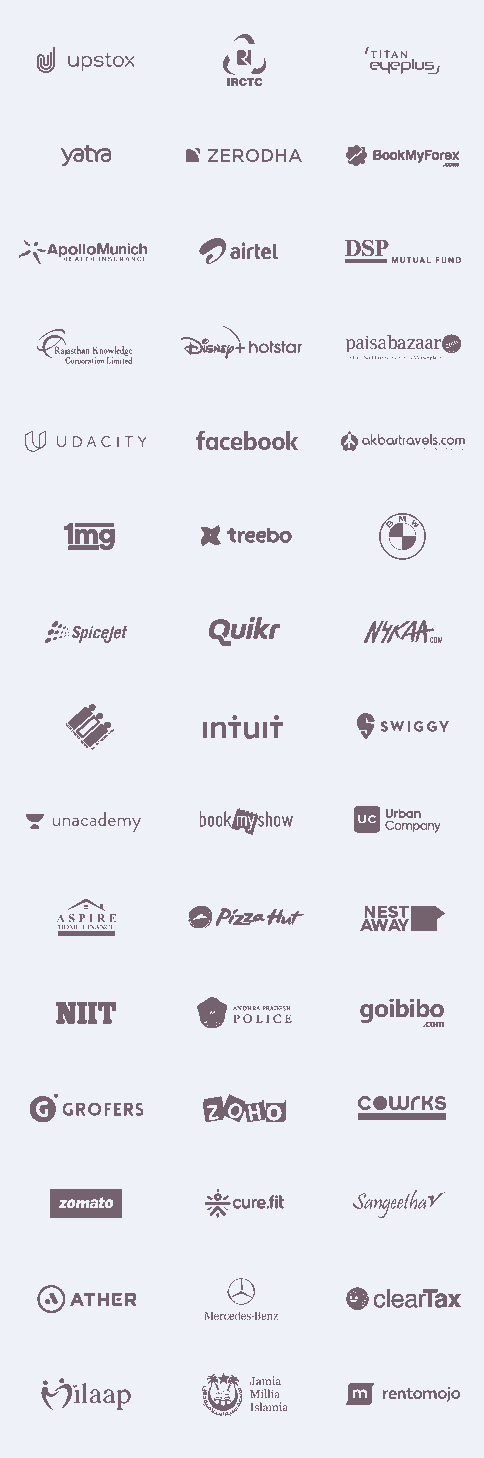 upstox
IRCTC
TITAN
eyeplus
yatra
ZERODHA
BookMyForex
.com
ApolloMunich
HEALTH INSURANCE
airtel
DSP
MUTUAL FUND
Rajasthan Knowledge
Corporation Limited
Disney+ hotstar
paisabazaar
UDACITY
facebook
akbartravels.com
1mg
treebo
BMW
SpiceJet
Quikr
NYKAA.COM
intuit
SWIGGY
unacademy
bookmyshow
UC
Urban
Company
ASPIRE
HOME FINANCE
Pizza Hut
NEST
AWAY
NIIT
ANDHRA PRADESH
POLICE
goibibo
.com
G GROFERS
ZOHO
COWRKS
zomato
cure.fit
Sangeetha
ATHER
Mercedes-Benz
clearTax
Milaap
Jamia
Millia
Islamia
m rentomojo